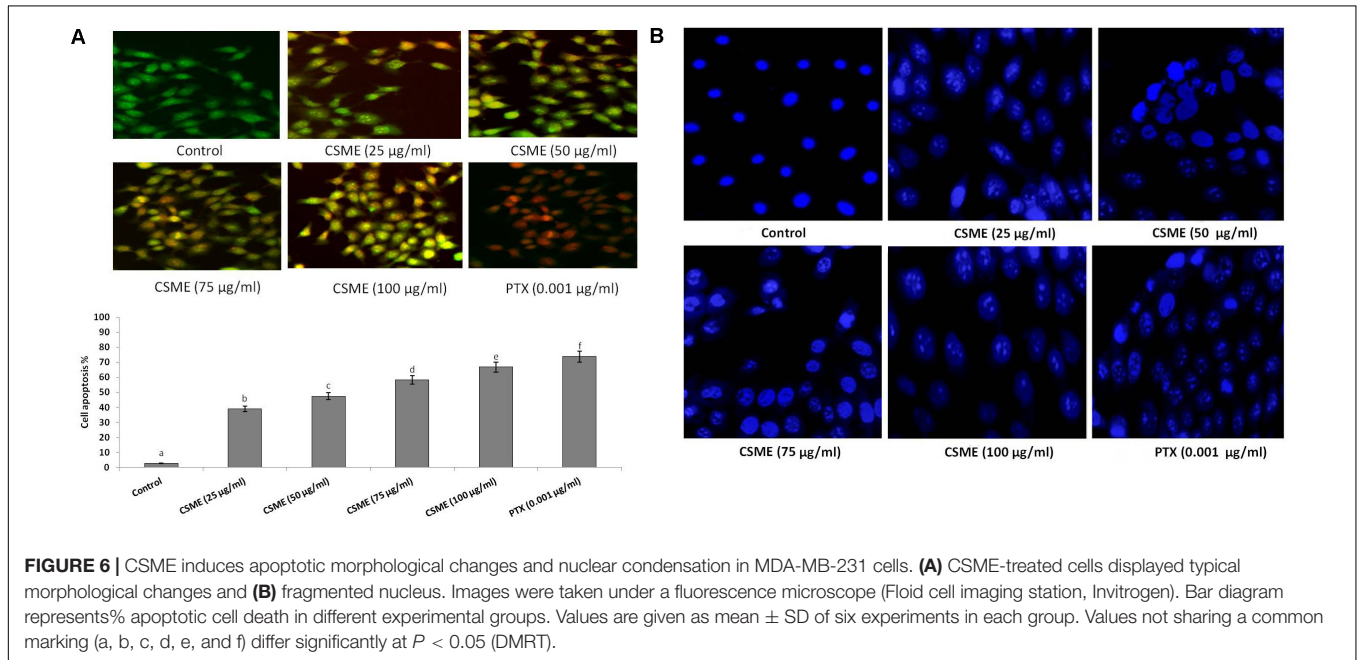 A
B
Control
CSME (25 µg/ml)
CSME (50 µg/ml)
CSME (75 µg/ml)
CSME (100 µg/ml)
PTX (0.001 µg/ml)
Cell apoptosis %
100
90
80
70
60
50
40
30
20
10
0
a
b
c
d
e
f
Control
CSME (25 µg/ml)
CSME (50 µg/ml)
CSME (75 µg/ml)
CSME (100 µg/ml)
PTX (0.001 µg/ml)
Control
CSME (25 µg/ml)
CSME (50 µg/ml)
CSME (75 µg/ml)
CSME (100 µg/ml)
PTX (0.001 µg/ml)
FIGURE 6 | CSME induces apoptotic morphological changes and nuclear condensation in MDA-MB-231 cells. (A) CSME-treated cells displayed typical
morphological changes and (B) fragmented nucleus. Images were taken under a fluorescence microscope (Floid cell imaging station, Invitrogen). Bar diagram
represents% apoptotic cell death in different experimental groups. Values are given as mean ± SD of six experiments in each group. Values not sharing a common
marking (a, b, c, d, e, and f) differ significantly at P < 0.05 (DMRT).